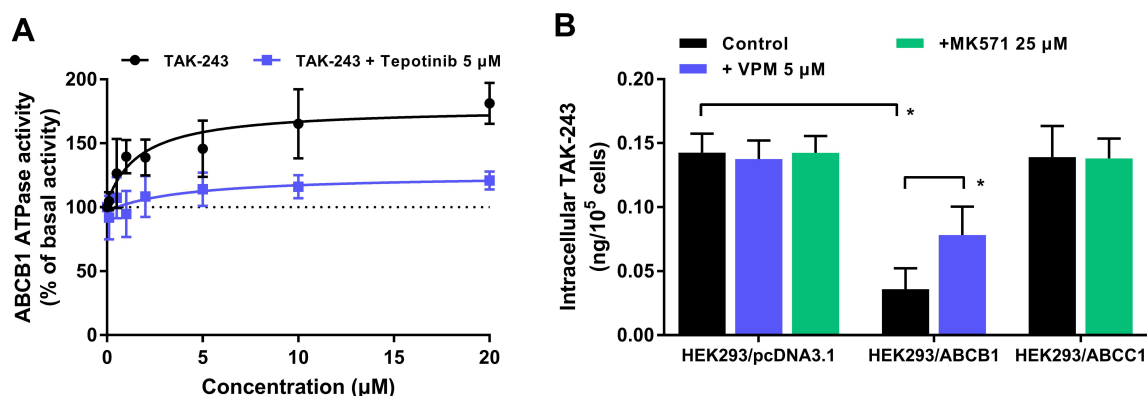 A
TAK-243
TAK-243 + Tepotinib 5 µM
ABCB1 ATPase activity
(% of basal activity)
200
150
100
50
0
0
5
10
15
20
Concentration (µM)
B
Control
+ VPM 5 µM
+MK571 25 µM
Intracellular TAK-243
(ng/10⁵ cells)
0.20
0.15
0.10
0.05
0.00
*
*
HEK293/pcDNA3.1
HEK293/ABCB1
HEK293/ABCC1